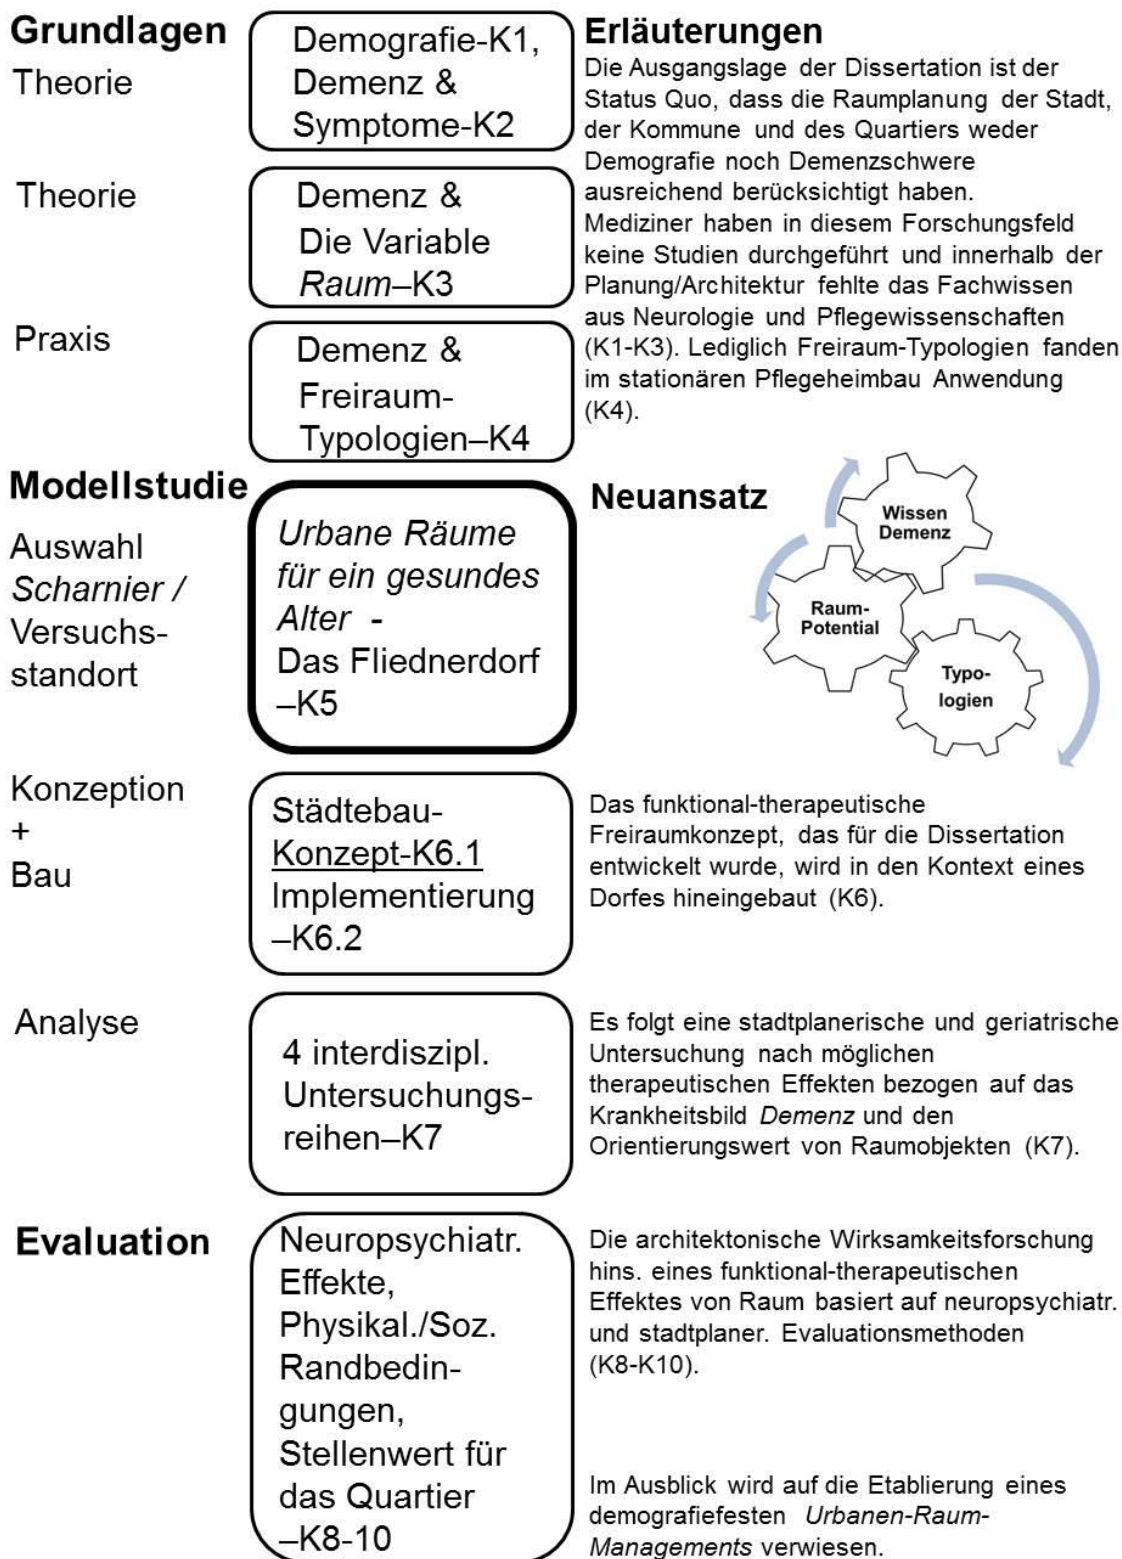 Grundlagen
Theorie
Demografie-K1,
Demenz &
Symptome-K2
Erläuterungen
Die Ausgangslage der Dissertation ist der
Status Quo, dass die Raumplanung der Stadt,
der Kommune und des Quartiers weder
Demografie noch Demenzschwere
ausreichend berücksichtigt haben.
Mediziner haben in diesem Forschungsfeld
keine Studien durchgeführt und innerhalb der
Planung/Architektur fehlte das Fachwissen
aus Neurologie und Pflegewissenschaften
(K1-K3). Lediglich Freiraum-Typologien fanden
im stationären Pflegeheimbau Anwendung
(K4).
Theorie
Demenz &
Die Variable
Raum–K3
Praxis
Demenz &
Freiraum-
Typologien–K4
Modellstudie
Auswahl
Scharnier /
Versuchs-
standort
Urbane Räume
für ein gesundes
Alter -
Das Fliednerdorf
–K5
Neuansatz
Wissen
Demenz
Raum-
Potential
Typo-
logien
Konzeption
+
Bau
Städtebau-
Konzept-K6.1
Implementierung
–K6.2
Das funktional-therapeutische
Freiraumkonzept, das für die Dissertation
entwickelt wurde, wird in den Kontext eines
Dorfes hineingebaut (K6).
Analyse
4 interdiszipl.
Untersuchungs-
reihen–K7
Es folgt eine stadtplanerische und geriatrische
Untersuchung nach möglichen
therapeutischen Effekten bezogen auf das
Krankheitsbild Demenz und den
Orientierungswert von Raumobjekten (K7).
Evaluation
Neuropsychiatr.
Effekte,
Physikal./Soz.
Randbedin-
gungen,
Stellenwert für
das Quartier
–K8-10
Die architektonische Wirksamkeitsforschung
hins. eines funktional-therapeutischen
Effektes von Raum basiert auf neuropsychiatr.
und stadtplaner. Evaluationsmethoden
(K8-K10).
Im Ausblick wird auf die Etablierung eines
demografiefesten Urbanen-Raum-
Managements verwiesen.